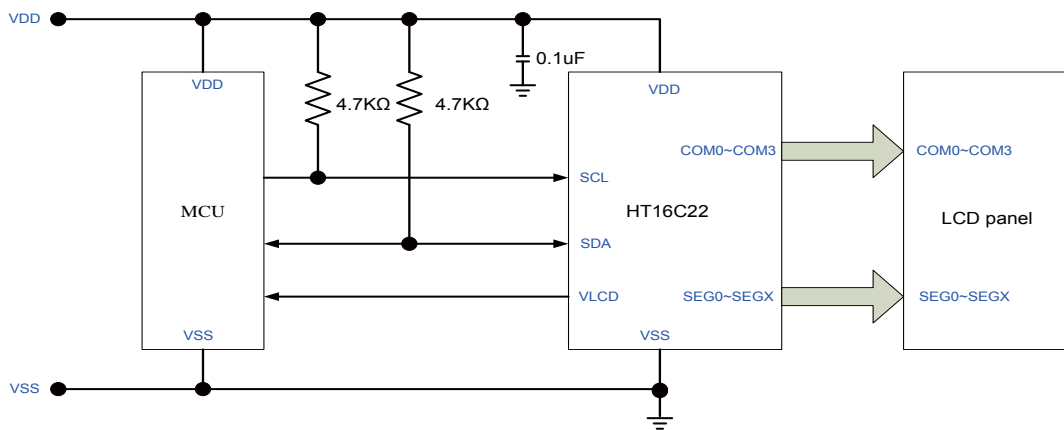 VDD
0.1uF
VDD
VDD
4.7KΩ
4.7KΩ
COM0~COM3
COM0~COM3
SCL
MCU
HT16C22
LCD panel
SDA
VLCD
SEG0~SEGX
SEG0~SEGX
VSS
VSS
VSS